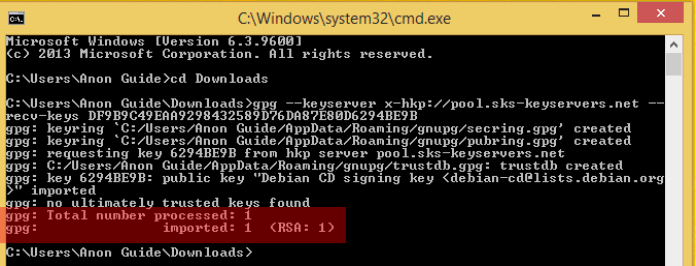 C:\Windows\system32\cmd.exe
Microsoft Windows [Version 6.3.9600]
(c) 2013 Microsoft Corporation. All rights reserved.
C:\Users\Anon Guide>cd Downloads
C:\Users\Anon Guide\Downloads>gpg --keyserver x-hkp://pool.sks-keyservers.net --
recv-keys DF9B9C49EAA9298432589D76DA87E80D6294BE9B
gpg: keyring `C:/Users/Anon Guide/AppData/Roaming/gnupg/secring.gpg' created
gpg: keyring `C:/Users/Anon Guide/AppData/Roaming/gnupg/pubring.gpg' created
gpg: requesting key 6294BE9B from hkp server pool.sks-keyservers.net
gpg: C:/Users/Anon Guide/AppData/Roaming/gnupg/trustdb.gpg: trustdb created
gpg: key 6294BE9B: public key "Debian CD signing key <debian-cd@lists.debian.org
>" imported
gpg: no ultimately trusted keys found
gpg: Total number processed: 1
gpg: imported: 1 (RSA: 1)
C:\Users\Anon Guide\Downloads>